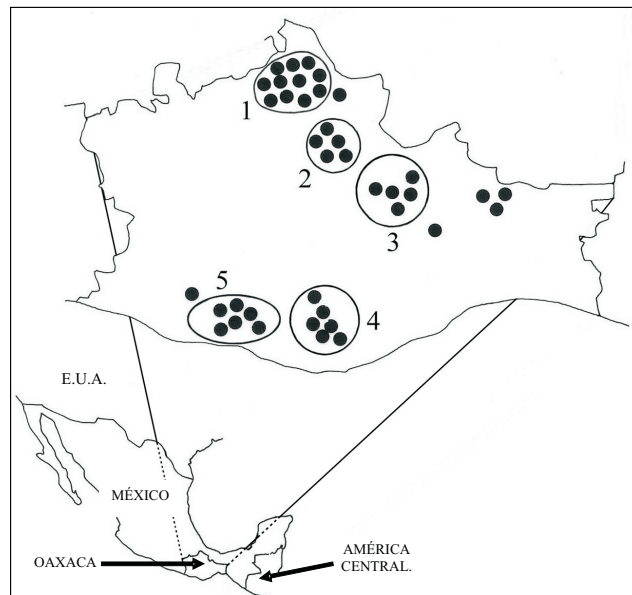 1
2
3
5
4
E.U.A.
MÉXICO
OAXACA
AMÉRICA
CENTRAL.